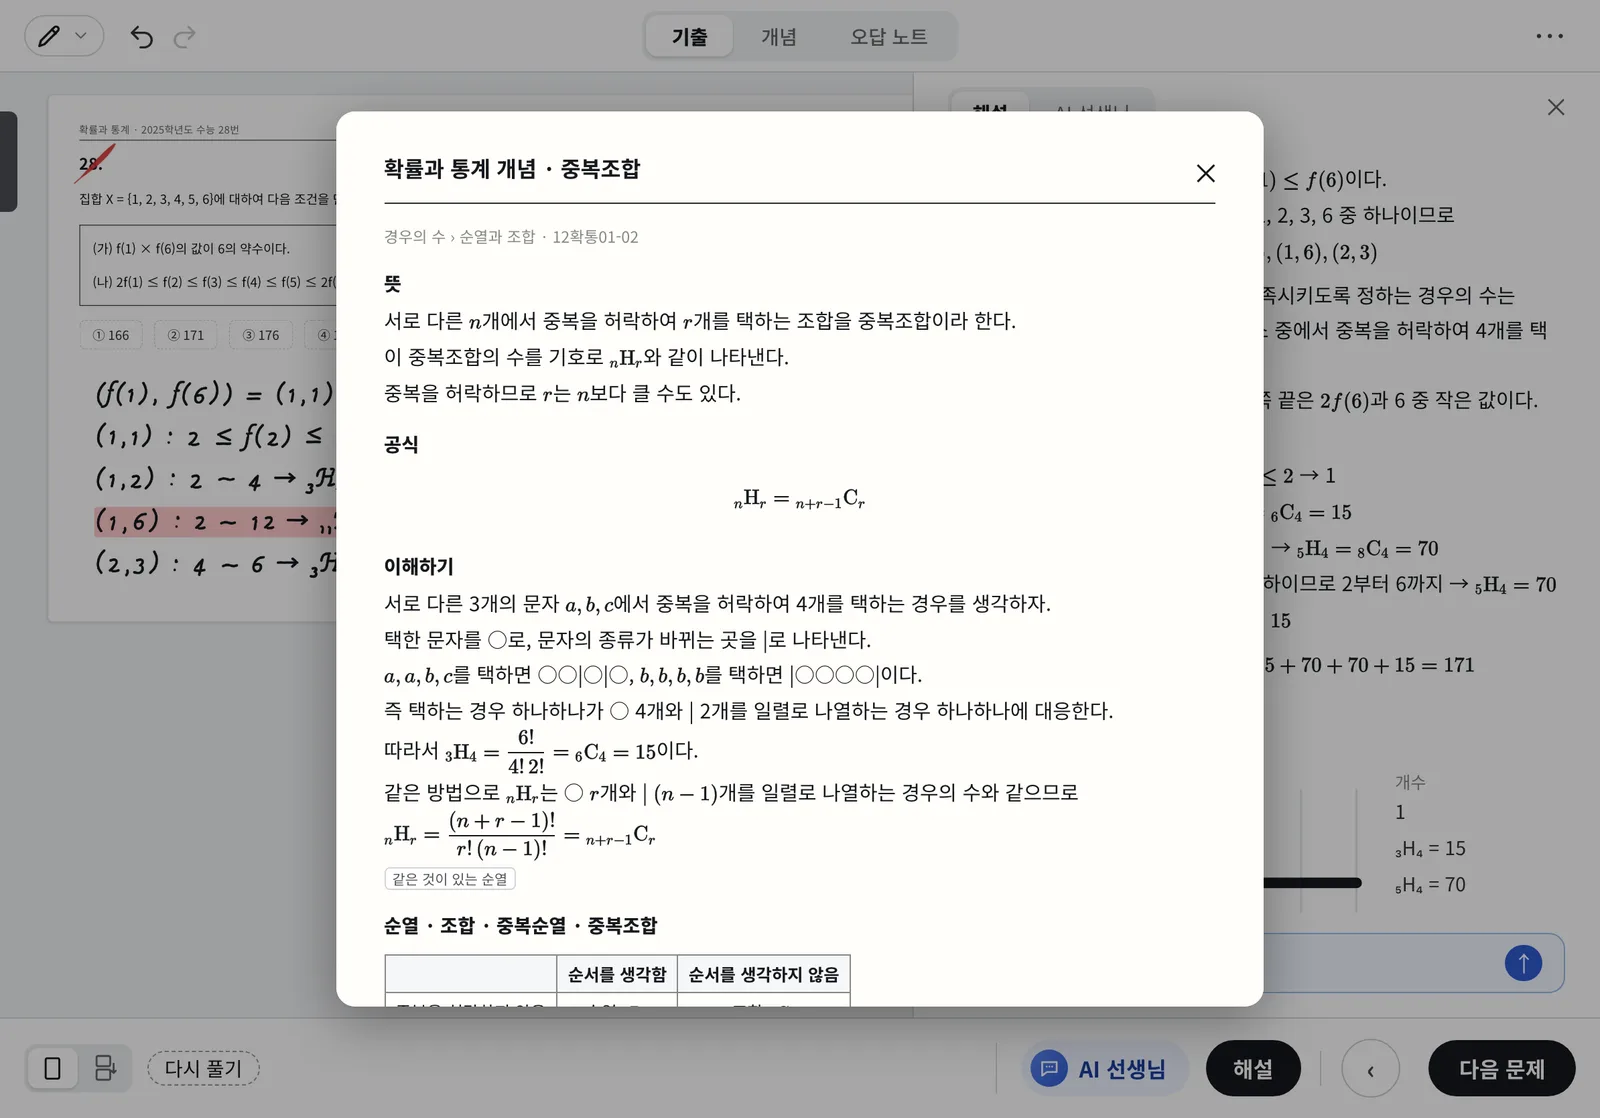 기출 개념 오답 노트
확률과 통계 · 2025학년도 수능 28번
28.
집합 X = {1, 2, 3, 4, 5, 6}에 대하여 다음 조건을
(가) f(1) × f(6)의 값이 6의 약수이다.
(나) 2f(1) ≤ f(2) ≤ f(3) ≤ f(4) ≤ f(5) ≤ 2f(
① 166 ② 171 ③ 176 ④
(f(1), f(6)) = (1,1)
(1,1) : 2 ≤ f(2) ≤
(1,2) : 2 ~ 4 → ₃H
(1,6) : 2 ~ 12 → ₁₁
(2,3) : 4 ~ 6 → ₃H
확률과 통계 개념 · 중복조합
경우의 수 › 순열과 조합 · 12확통01-02
뜻
서로 다른 n개에서 중복을 허락하여 r개를 택하는 조합을 중복조합이라 한다.
이 중복조합의 수를 기호로 ₙHᵣ와 같이 나타낸다.
중복을 허락하므로 r는 n보다 클 수도 있다.
공식
ₙHᵣ = ₙ₊ᵣ₋₁Cᵣ
이해하기
서로 다른 3개의 문자 a, b, c에서 중복을 허락하여 4개를 택하는 경우를 생각하자.
택한 문자를 ○로, 문자의 종류가 바뀌는 곳을 |로 나타낸다.
a, a, b, c를 택하면 ○○|○|○, b, b, b, b를 택하면 |○○○○|이다.
즉 택하는 경우 하나하나가 ○ 4개와 | 2개를 일렬로 나열하는 경우 하나하나에 대응한다.
따라서 ₃H₄ = 6!/(4! 2!) = ₆C₄ = 15이다.
같은 방법으로 ₙHᵣ는 ○ r개와 | (n − 1)개를 일렬로 나열하는 경우의 수와 같으므로
ₙHᵣ = (n + r − 1)!/(r! (n − 1)!) = ₙ₊ᵣ₋₁Cᵣ
같은 것이 있는 순열
순열 · 조합 · 중복순열 · 중복조합
순서를 생각함 순서를 생각하지 않음
1) ≤ f(6)이다.
, 2, 3, 6 중 하나이므로
, (1, 6), (2, 3)
족시키도록 정하는 경우의 수는
중에서 중복을 허락하여 4개를 택
쪽 끝은 2f(6)과 6 중 작은 값이다.
≤ 2 → 1
₆C₄ = 15
→ ₅H₄ = ₈C₄ = 70
하이므로 2부터 6까지 → ₅H₄ = 70
15
5 + 70 + 70 + 15 = 171
개수
1
₃H₄ = 15
₅H₄ = 70
다시 풀기 AI 선생님 해설 ‹ 다음 문제